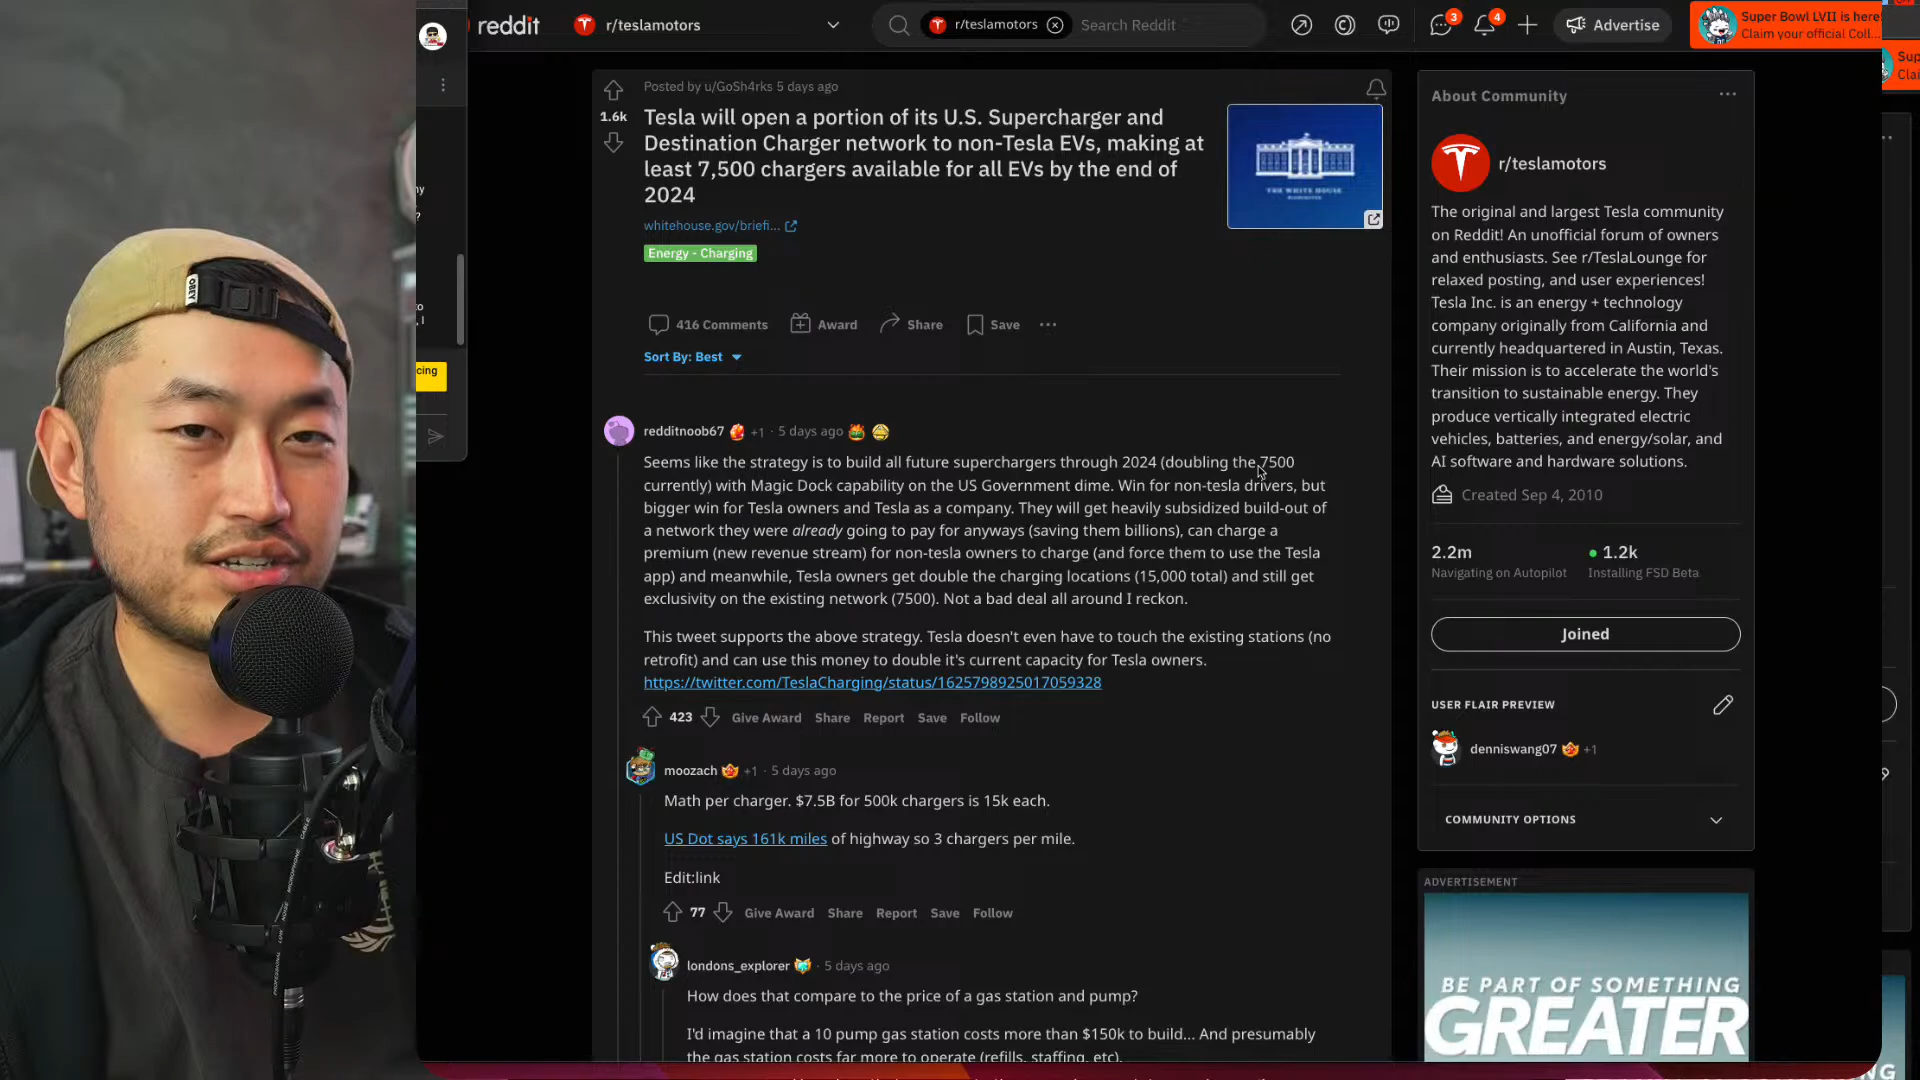 reddit
r/teslamotors
r/teslamotors
Search Reddit
3
4
Advertise
Super Bowl LVII is here
Claim your official Coll...
Sup
Clai
Posted by u/GoSh4rks 5 days ago
1.6k
Tesla will open a portion of its U.S. Supercharger and
Destination Charger network to non-Tesla EVs, making at
least 7,500 chargers available for all EVs by the end of
2024
whitehouse.gov/briefi...
Energy - Charging
THE WHITE HOUSE
WASHINGTON
416 Comments
Award
Share
Save
Sort By: Best
redditnoob67
+1 · 5 days ago
Seems like the strategy is to build all future superchargers through 2024 (doubling the 7500
currently) with Magic Dock capability on the US Government dime. Win for non-tesla drivers, but
bigger win for Tesla owners and Tesla as a company. They will get heavily subsidized build-out of
a network they were already going to pay for anyways (saving them billions), can charge a
premium (new revenue stream) for non-tesla owners to charge (and force them to use the Tesla
app) and meanwhile, Tesla owners get double the charging locations (15,000 total) and still get
exclusivity on the existing network (7500). Not a bad deal all around I reckon.
This tweet supports the above strategy. Tesla doesn't even have to touch the existing stations (no
retrofit) and can use this money to double it's current capacity for Tesla owners.
https://twitter.com/TeslaCharging/status/1625798925017059328
423
Give Award
Share
Report
Save
Follow
moozach
+1 · 5 days ago
Math per charger. $7.5B for 500k chargers is 15k each.
US Dot says 161k miles of highway so 3 chargers per mile.
Edit:link
77
Give Award
Share
Report
Save
Follow
londons_explorer
· 5 days ago
How does that compare to the price of a gas station and pump?
I'd imagine that a 10 pump gas station costs more than $150k to build... And presumably
the gas station costs far more to operate (refills, staffing, etc).
About Community
r/teslamotors
The original and largest Tesla community
on Reddit! An unofficial forum of owners
and enthusiasts. See r/TeslaLounge for
relaxed posting, and user experiences!
Tesla Inc. is an energy + technology
company originally from California and
currently headquartered in Austin, Texas.
Their mission is to accelerate the world's
transition to sustainable energy. They
produce vertically integrated electric
vehicles, batteries, and energy/solar, and
AI software and hardware solutions.
Created Sep 4, 2010
2.2m
Navigating on Autopilot
1.2k
Installing FSD Beta
Joined
USER FLAIR PREVIEW
denniswang07
+1
COMMUNITY OPTIONS
ADVERTISEMENT
BE PART OF SOMETHING
GREATER
NG
cing
OBEY